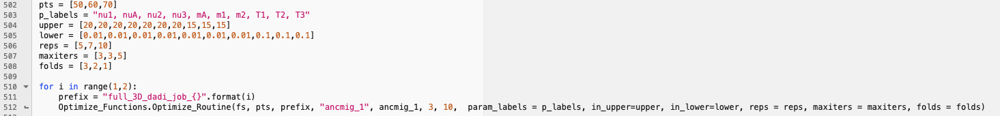 502 pts = [50,60,70]
503 p_labels = "nu1, nuA, nu2, nu3, mA, m1, m2, T1, T2, T3"
504 upper = [20,20,20,20,20,20,20,15,15,15]
505 lower = [0.01,0.01,0.01,0.01,0.01,0.01,0.01,0.1,0.1,0.1]
506 reps = [5,7,10]
507 maxiters = [3,3,5]
508 folds = [3,2,1]
509
510 for i in range(1,2):
511     prefix = "full_3D_dadi_job_{}".format(i)
512     Optimize_Functions.Optimize_Routine(fs, pts, prefix, "ancmig_1", ancmig_1, 3, 10,  param_labels = p_labels, in_upper=upper, in_lower=lower, reps = reps, maxiters = maxiters, folds = folds)